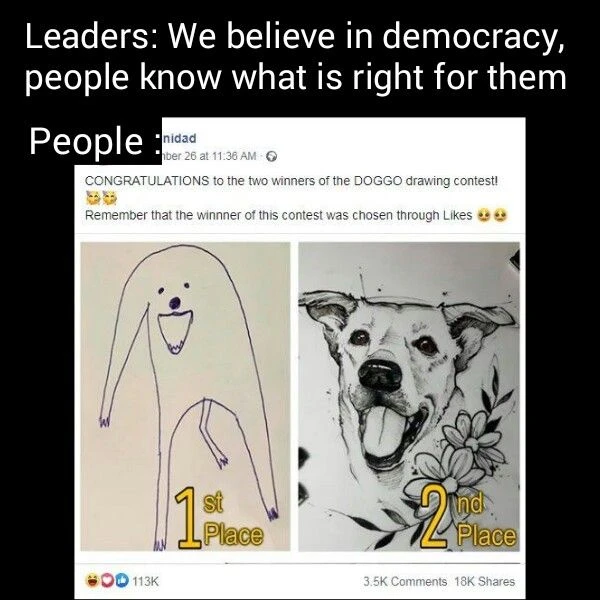 Leaders: We believe in democracy,
people know what is right for them
People :
nidad
ber 26 at 11:36 AM ·
CONGRATULATIONS to the two winners of the DOGGO drawing contest!
Remember that the winnner of this contest was chosen through Likes
1st Place
2nd Place
113K
3.5K Comments 18K Shares